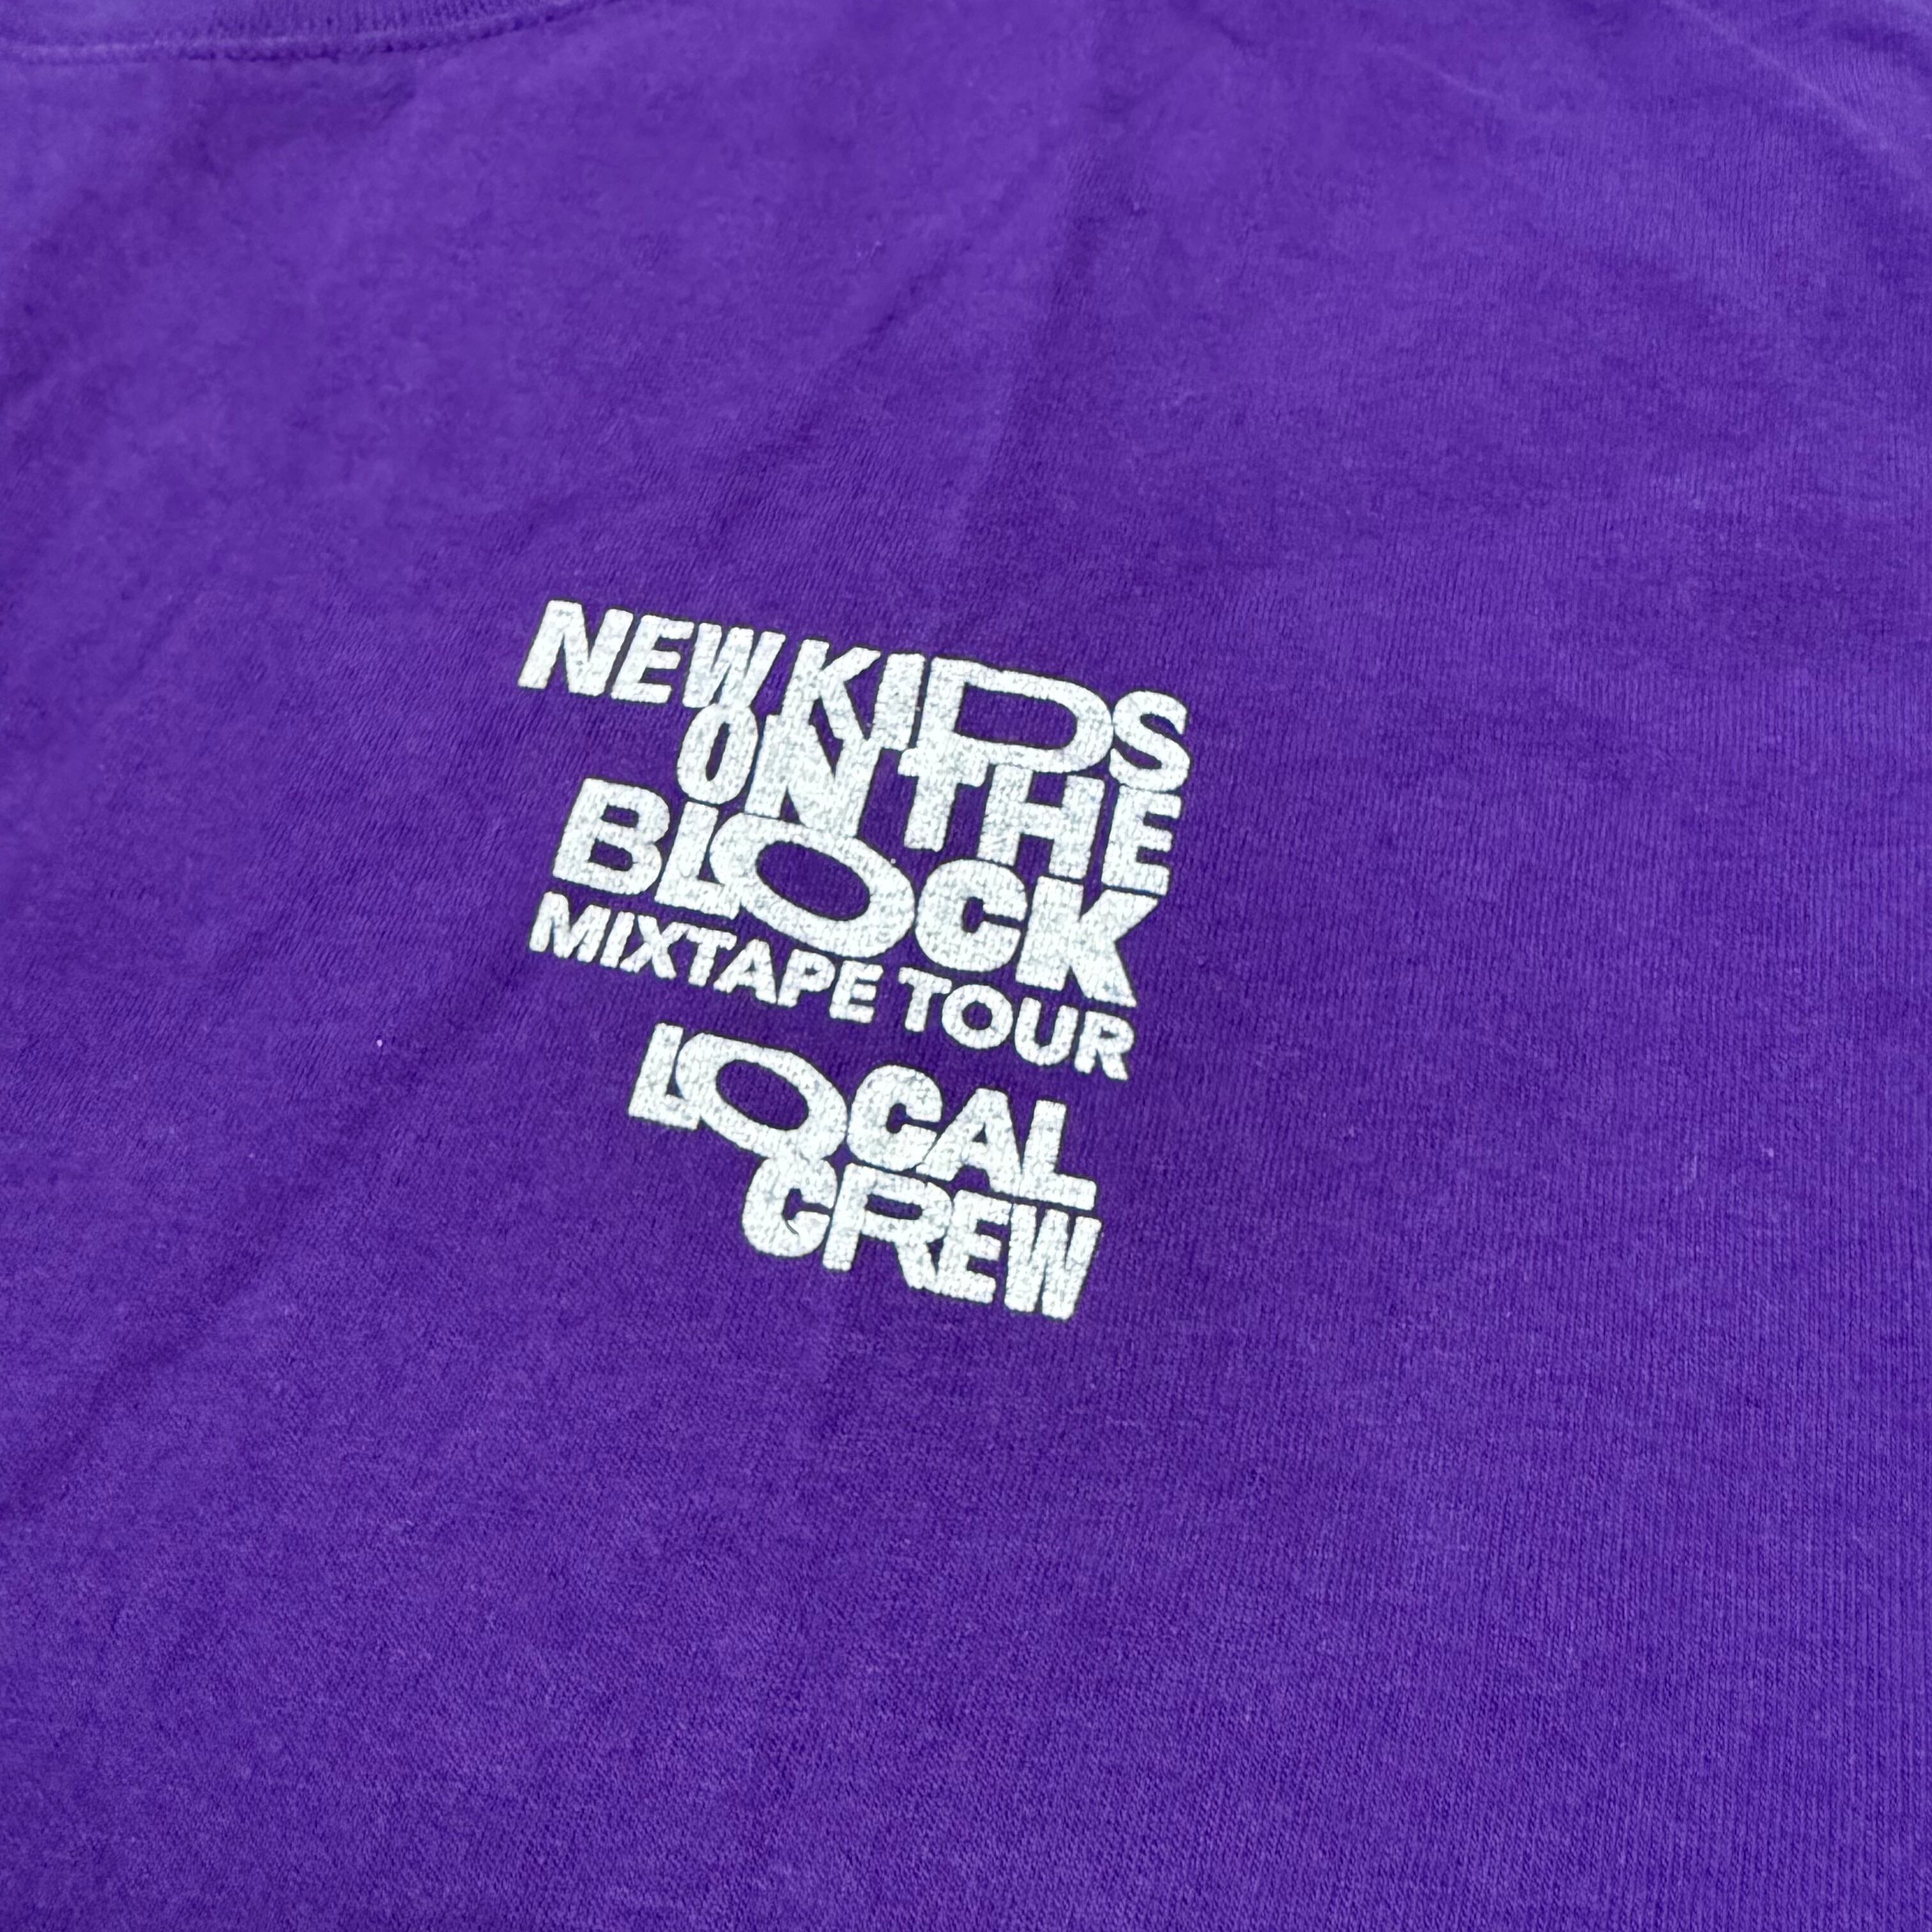 NEW KIDS
ON THE
BLOCK
MIXTAPE TOUR
LOCAL
CREW